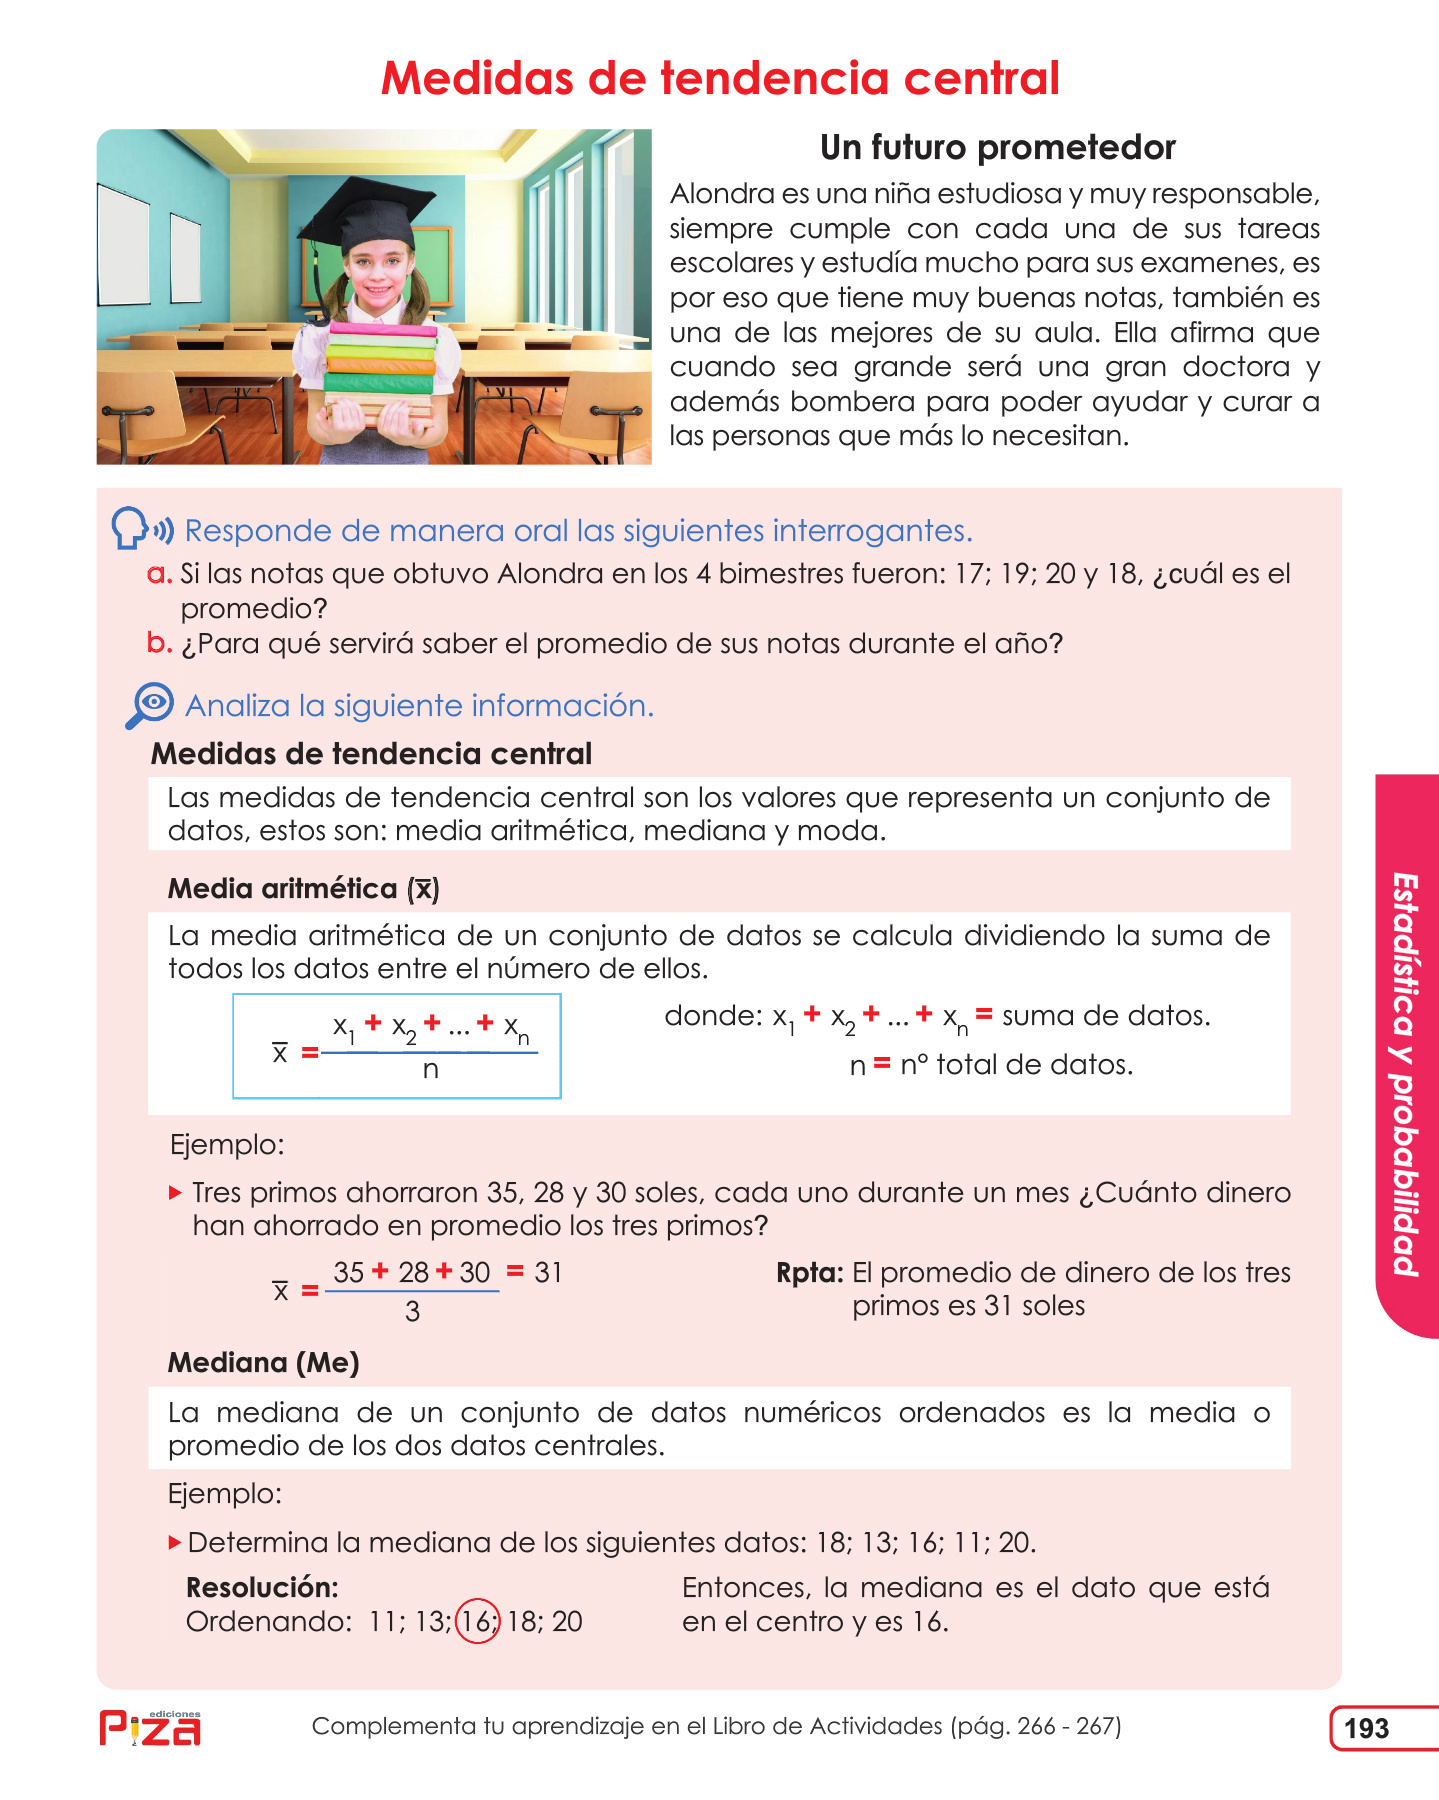 Medidas de tendencia central
Un futuro prometedor
Alondra es una niña estudiosa y muy responsable,
siempre cumple con cada una de sus tareas
escolares y estudía mucho para sus examenes, es
por eso que tiene muy buenas notas, también es
una de las mejores de su aula. Ella afirma que
cuando sea grande será una gran doctora y
además bombera para poder ayudar y curar a
las personas que más lo necesitan.
Responde de manera oral las siguientes interrogantes.
a. Si las notas que obtuvo Alondra en los 4 bimestres fueron: 17; 19; 20 y 18, ¿cuál es el
promedio?
b. ¿Para qué servirá saber el promedio de sus notas durante el año?
Analiza la siguiente información.
Medidas de tendencia central
Las medidas de tendencia central son los valores que representa un conjunto de
datos, estos son: media aritmética, mediana y moda.
Media aritmética (x̅)
La media aritmética de un conjunto de datos se calcula dividiendo la suma de
todos los datos entre el número de ellos.
x₁ + x₂ + ... + xₙ
x̅ =
n
donde: x₁ + x₂ + ... + xₙ = suma de datos.
n = n° total de datos.
Ejemplo:
Tres primos ahorraron 35, 28 y 30 soles, cada uno durante un mes ¿Cuánto dinero
han ahorrado en promedio los tres primos?
35 + 28 + 30 = 31
x̅ =
3
Rpta: El promedio de dinero de los tres
primos es 31 soles
Mediana (Me)
La mediana de un conjunto de datos numéricos ordenados es la media o
promedio de los dos datos centrales.
Ejemplo:
Determina la mediana de los siguientes datos: 18; 13; 16; 11; 20.
Resolución:
Ordenando: 11; 13; 16; 18; 20
Entonces, la mediana es el dato que está
en el centro y es 16.
Estadística y probabilidad
ediciones
Piza
Complementa tu aprendizaje en el Libro de Actividades (pág. 266 - 267)
193